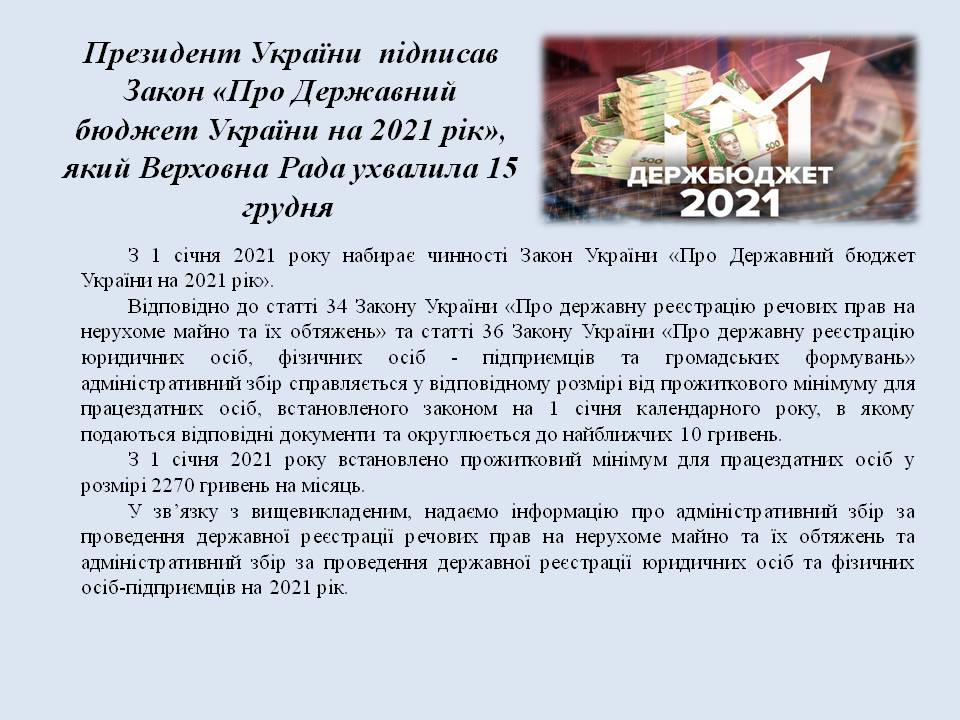 Президент України  підписав
Закон «Про Державний
бюджет України на 2021 рік»,
який Верховна Рада ухвалила 15
грудня
500
500
ДЕРЖБЮДЖЕТ
2021
З 1 січня 2021 року набирає чинності Закон України «Про Державний бюджет
України на 2021 рік».
Відповідно до статті 34 Закону України «Про державну реєстрацію речових прав на
нерухоме майно та їх обтяжень» та статті 36 Закону України «Про державну реєстрацію
юридичних осіб, фізичних осіб - підприємців та громадських формувань»
адміністративний збір справляється у відповідному розмірі від прожиткового мінімуму для
працездатних осіб, встановленого законом на 1 січня календарного року, в якому
подаються відповідні документи та округлюється до найближчих 10 гривень.
З 1 січня 2021 року встановлено прожитковий мінімум для працездатних осіб у
розмірі 2270 гривень на місяць.
У зв’язку з вищевикладеним, надаємо інформацію про адміністративний збір за
проведення державної реєстрації речових прав на нерухоме майно та їх обтяжень та
адміністративний збір за проведення державної реєстрації юридичних осіб та фізичних
осіб-підприємців на 2021 рік.